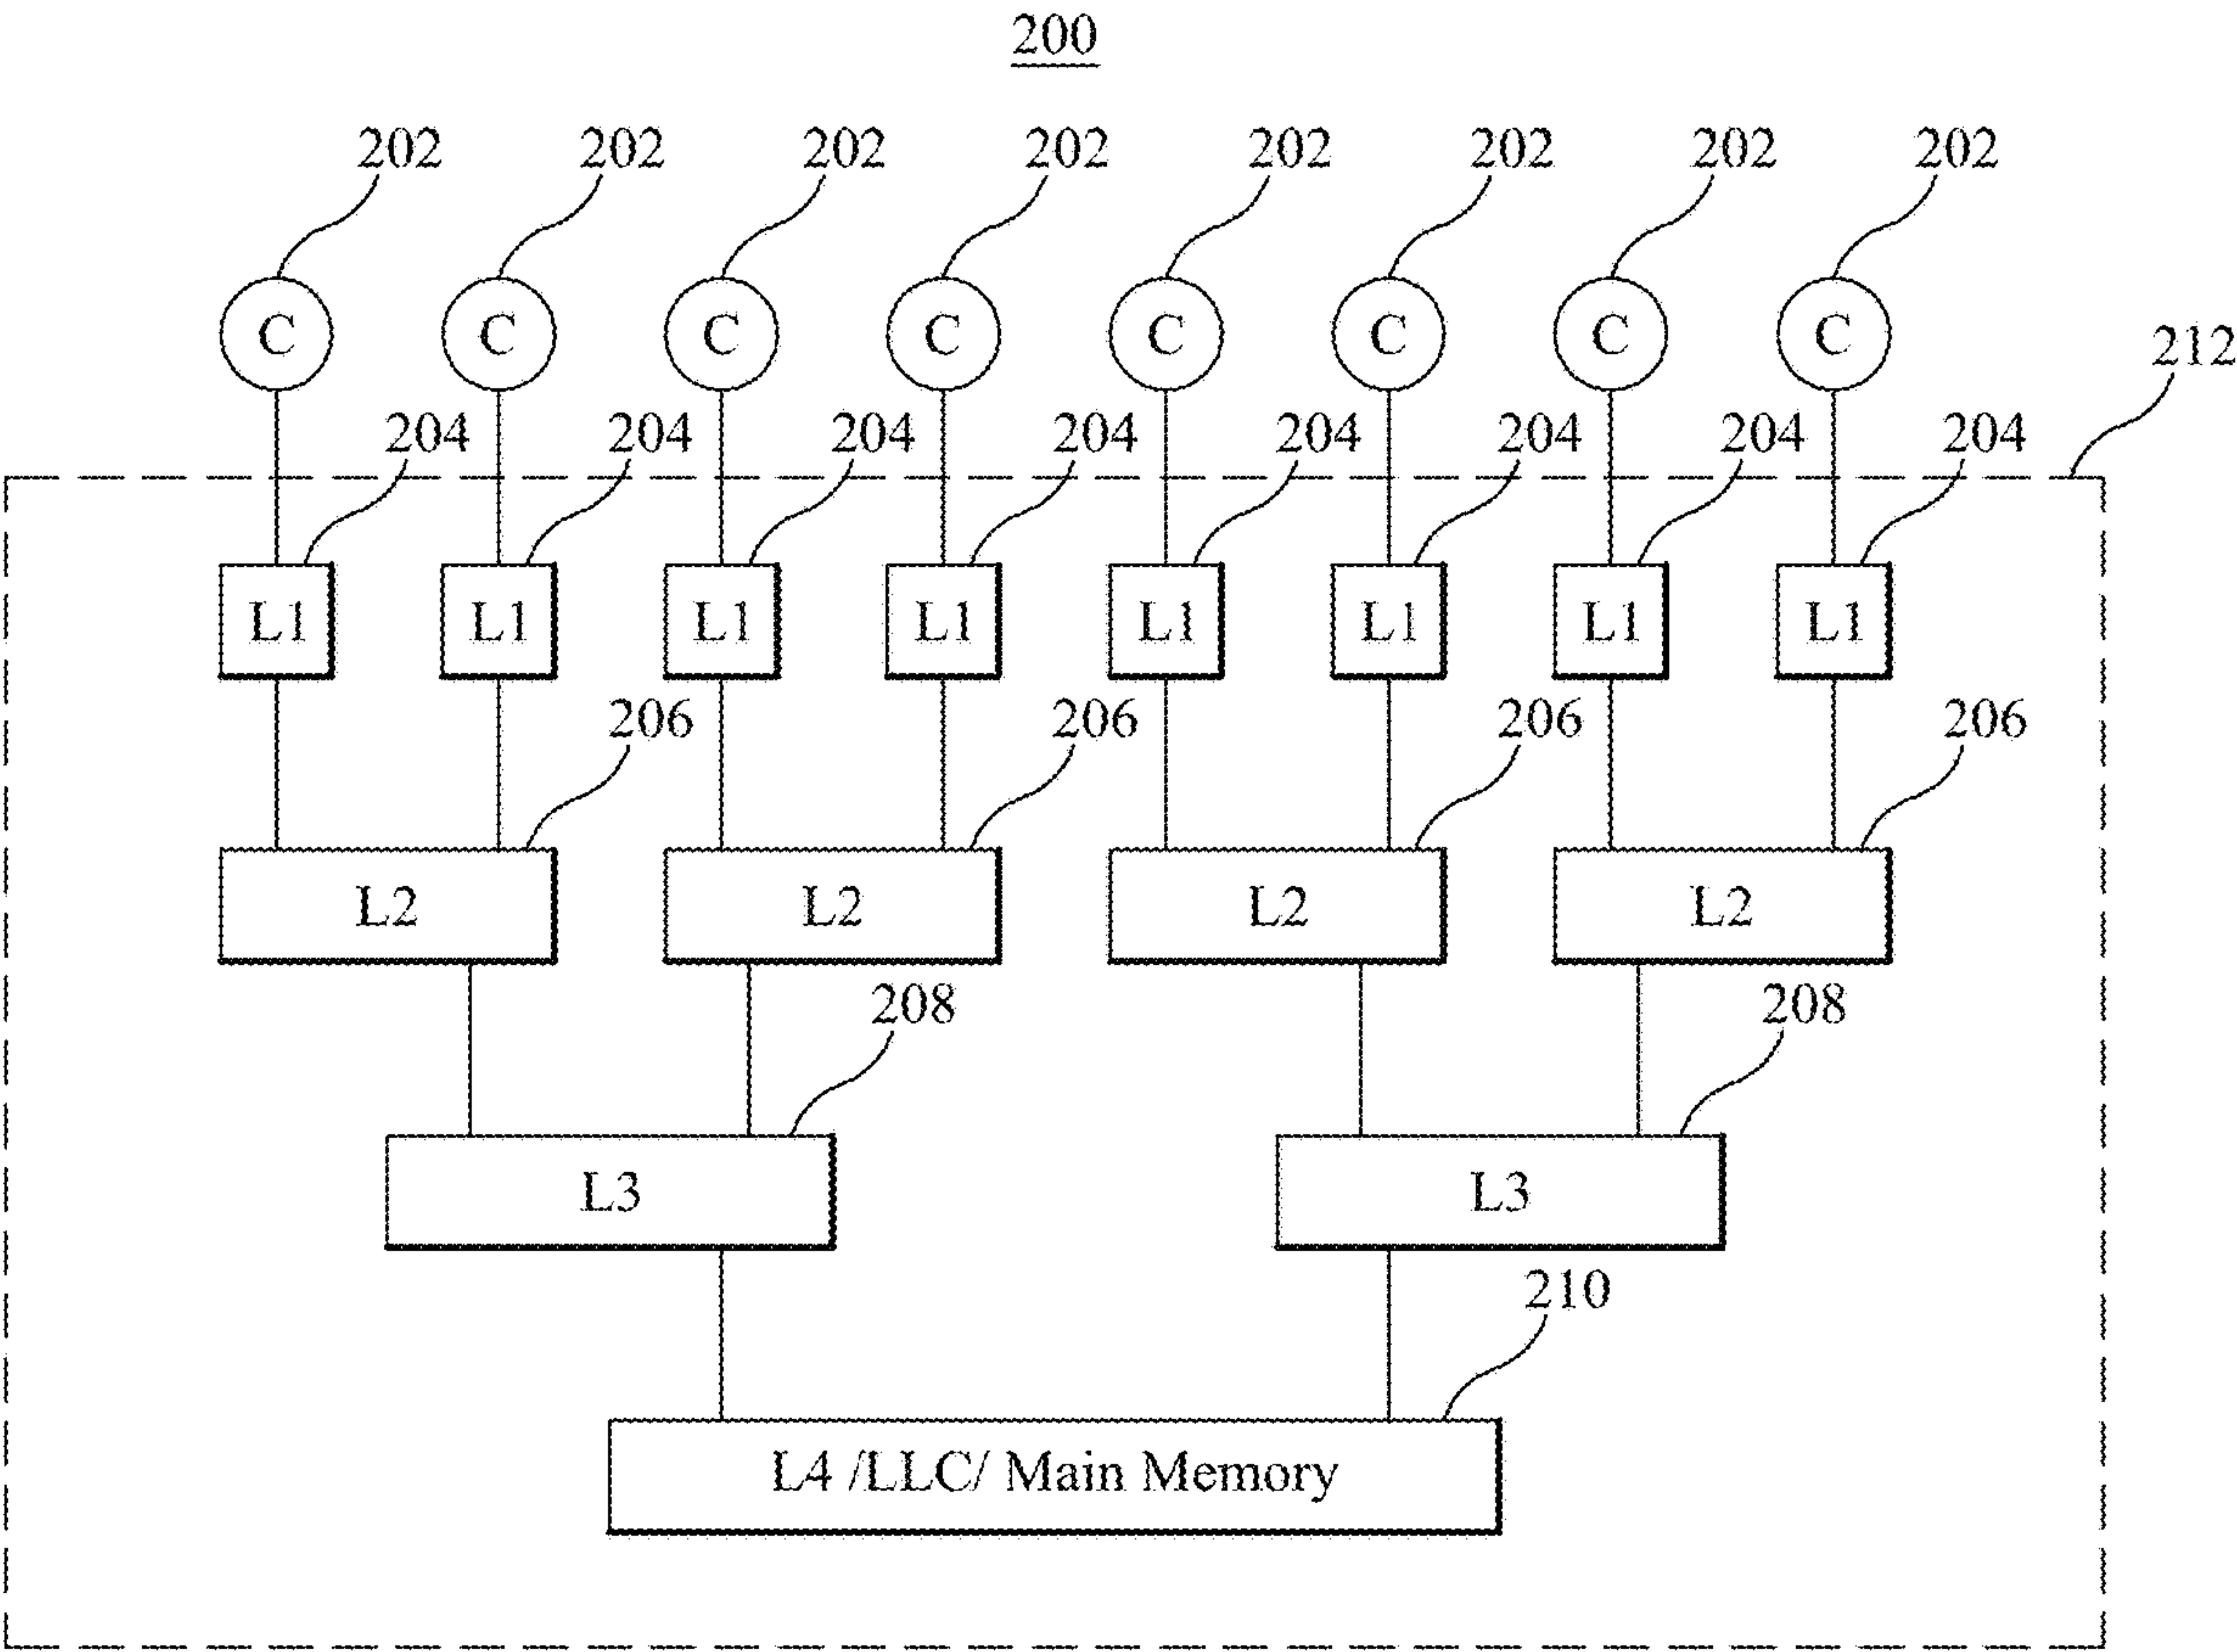 200
202 202 202 202 202 202 202 202
C C C C C C C C
212
204 204 204 204 204 204 204 204
L1 L1 L1 L1 L1 L1 L1 L1
206 206 206 206
L2 L2 L2 L2
208 208
L3 L3
210
L4 /LLC/ Main Memory